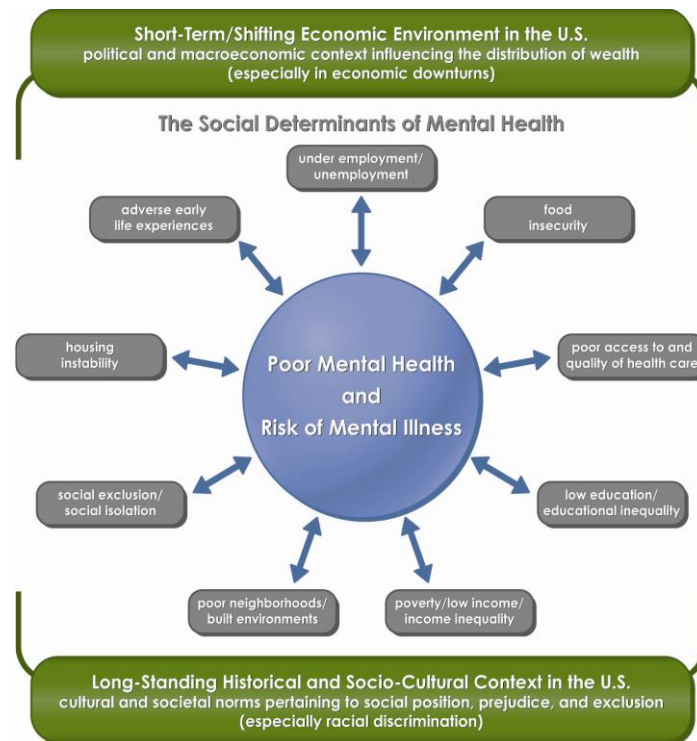 Short-Term/Shifting Economic Environment in the U.S.
political and macroeconomic context influencing the distribution of wealth
(especially in economic downturns)
The Social Determinants of Mental Health
under employment/
unemployment
adverse early
life experiences
food
insecurity
housing
instability
poor access to and
quality of health care
Poor Mental Health
and
Risk of Mental Illness
social exclusion/
social isolation
low education/
educational inequality
poor neighborhoods/
built environments
poverty/low income/
income inequality
Long-Standing Historical and Socio-Cultural Context in the U.S.
cultural and societal norms pertaining to social position, prejudice, and exclusion
(especially racial discrimination)